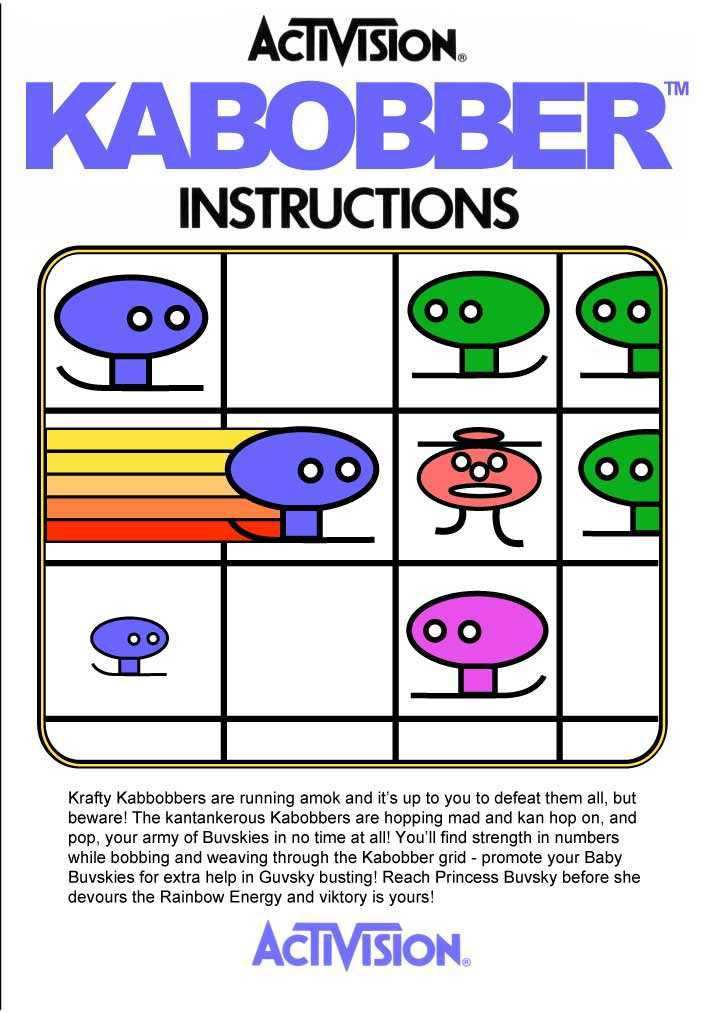 ACTIVISION®
KABOBBER™
INSTRUCTIONS
Krafty Kabbobbers are running amok and it's up to you to defeat them all, but
beware! The kantankerous Kabobbers are hopping mad and kan hop on, and
pop, your army of Buvskies in no time at all! You'll find strength in numbers
while bobbing and weaving through the Kabobber grid - promote your Baby
Buvskies for extra help in Guvsky busting! Reach Princess Buvsky before she
devours the Rainbow Energy and viktory is yours!
ACTIVISION®